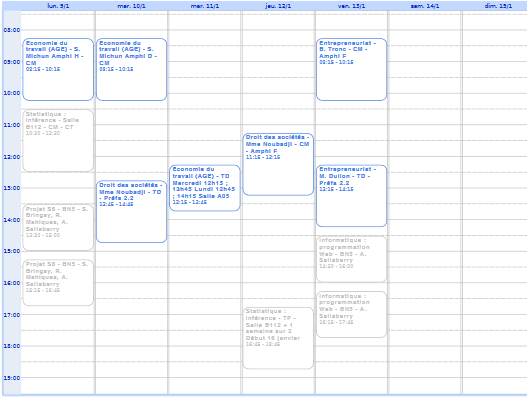 lun. 9/1
mar. 10/1
mar. 11/1
jeu. 12/1
ven. 13/1
sam. 14/1
dim. 15/1
08:00
09:00
10:00
11:00
12:00
13:00
14:00
15:00
16:00
17:00
18:00
19:00
Economie du
travail (AGE) - S.
Michun Amphi H -
CM
08:15 - 10:15
Statistique :
inférence - Salle
B112 - CM - CT
10:30 - 12:30
Projet S6 - BN5 - S.
Bringay, R.
Mahiques, A.
Sallaberry
Projet S6 - BN5 - S.
Bringay, R.
Mahiques, A.
Sallaberry
15:15 - 16:45
Economie du
travail (AGE) - S.
Michun Amphi D -
CM
08:15 - 10:15
Droit des sociétés -
Mme Noubadji - TD
- Préfa 2.2
12:45 - 14:45
Economie du
travail (AGE) - TD
Mercredi 12h15 ;
13h45 Lundi 12h45
; 14h15 Salle A05
12:15 - 13:45
Droit des sociétés -
Mme Noubadji - CM
- Amphi F
11:15 - 13:15
Statistique :
inférence - TP -
Salle B112 + 1
semaine sur 2
Début 16 janvier
16:45 - 18:45
Entrepreneuriat -
B. Tronc - CM -
Amphi F
08:15 - 10:15
Entrepreneuriat -
M. Dullon - TD -
Préfa 2.2
12:15 - 14:15
Informatique :
programmation
Web - BN5 - A.
Sallaberry
14:30 - 16:00
Informatique :
programmation
Web - BN5 - A.
Sallaberry
16:15 - 17:45